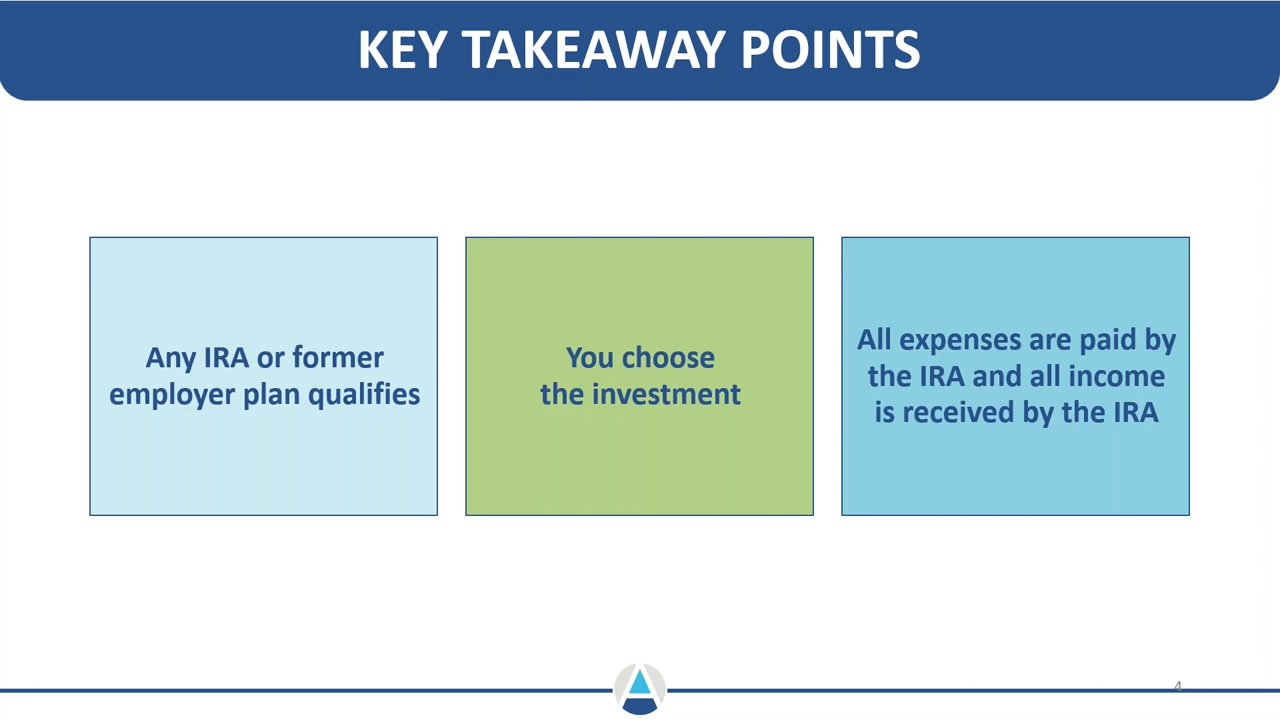 KEY TAKEAWAY POINTS
Any IRA or former
employer plan qualifies
You choose
the investment
All expenses are paid by
the IRA and all income
is received by the IRA
4